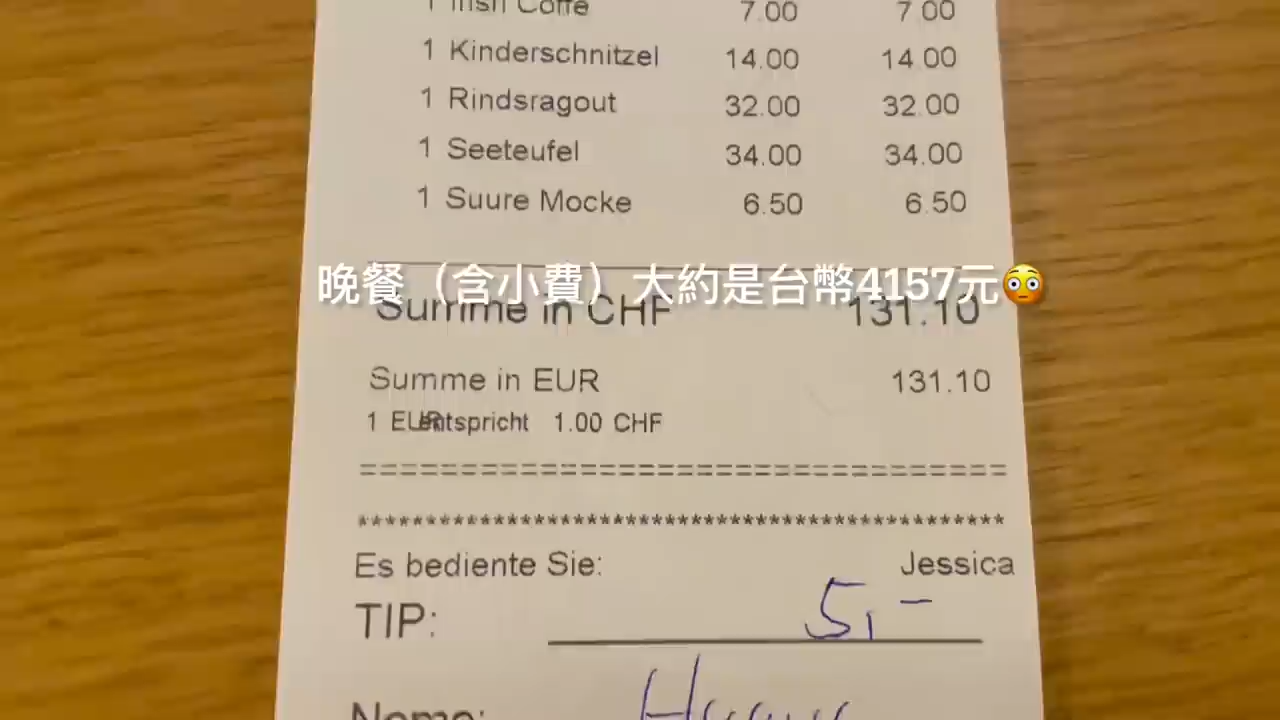 1 Irish Coffe 7.00 7.00
1 Kinderschnitzel 14.00 14.00
1 Rindsragout 32.00 32.00
1 Seeteufel 34.00 34.00
1 Suure Mocke 6.50 6.50
晚餐（含小費）大約是台幣4157元😳
Summe in CHF 131.10
Summe in EUR 131.10
1 EUR entspricht 1.00 CHF
======================================
************************************************
Es bediente Sie: Jessica
TIP: 5,-
Name: